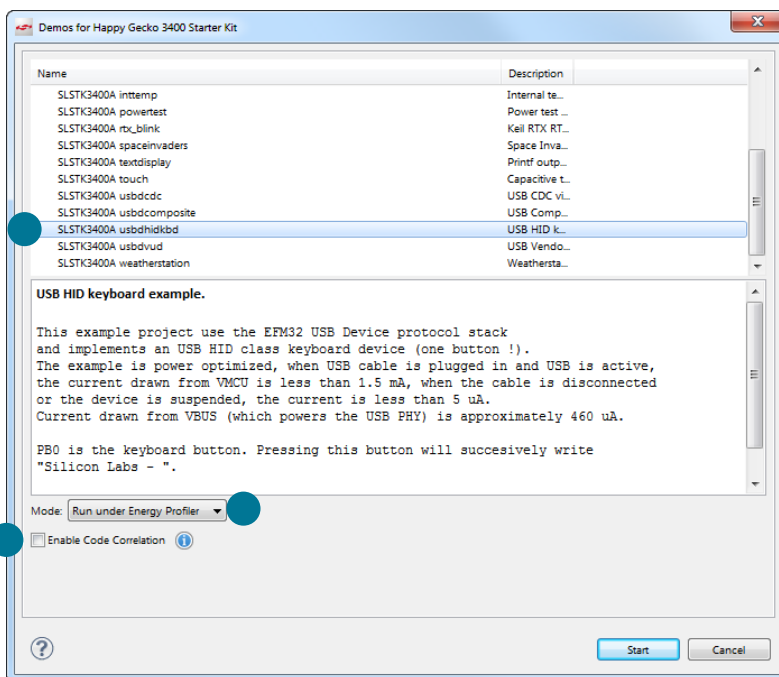 Demos for Happy Gecko 3400 Starter Kit
Name Description
SLSTK3400A inttemp Internal te...
SLSTK3400A powertest Power test ...
SLSTK3400A rtx_blink Keil RTX RT...
SLSTK3400A spaceinvaders Space Inva...
SLSTK3400A textdisplay Printf outp...
SLSTK3400A touch Capacitive t...
SLSTK3400A usbdcdc USB CDC vi...
SLSTK3400A usbdcomposite USB Comp...
SLSTK3400A usbdhidkbd USB HID k...
SLSTK3400A usbdvud USB Vendo...
SLSTK3400A weatherstation Weathersta...
USB HID keyboard example.
This example project use the EFM32 USB Device protocol stack
and implements an USB HID class keyboard device (one button !).
The example is power optimized, when USB cable is plugged in and USB is active,
the current drawn from VMCU is less than 1.5 mA, when the cable is disconnected
or the device is suspended, the current is less than 5 uA.
Current drawn from VBUS (which powers the USB PHY) is approximately 460 uA.
PB0 is the keyboard button. Pressing this button will succesively write
"Silicon Labs - ".
Mode: Run under Energy Profiler
Enable Code Correlation
Start Cancel